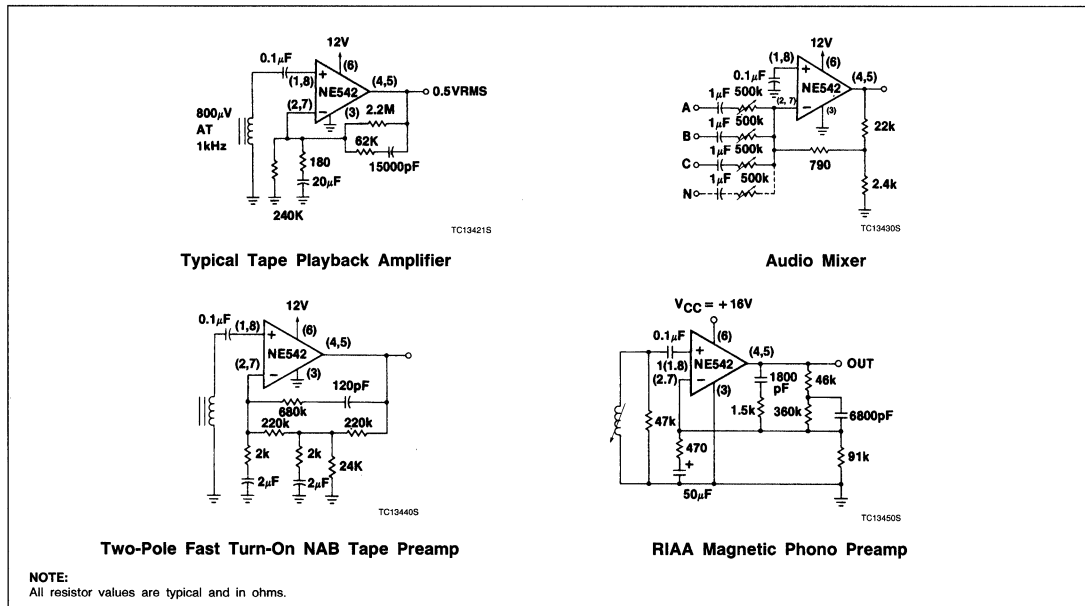 12V
0.1μF
(6)
(1,8)
+
NE542
(4,5)
0.5VRMS
(2,7)
−
(3)
2.2M
800μV
AT
1kHz
62K
15000pF
180
20μF
240K
TC13421S
Typical Tape Playback Amplifier
12V
(1,8)
(6)
0.1μF
+
(4,5)
NE542
1μF 500k
A
(2, 7)
−
(3)
22k
1μF 500k
B
1μF 500k
C
790
1μF 500k
N
2.4k
TC13430S
Audio Mixer
12V
0.1μF
(1,8)
(6)
+
NE542
(4,5)
(2,7)
−
(3)
120pF
680k
220k
220k
2k
2k
24K
2μF
2μF
TC13440S
Two-Pole Fast Turn-On NAB Tape Preamp
VCC = +16V
0.1μF
(6)
+
(4,5)
OUT
1(1.8)
NE542
(2.7)
−
(3)
1800
pF
46k
1.5k
360k
6800pF
47k
470
+
50μF
91k
TC13450S
RIAA Magnetic Phono Preamp
NOTE:
All resistor values are typical and in ohms.